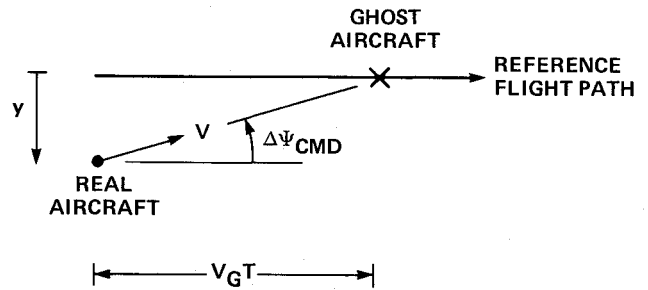 GHOST
AIRCRAFT
REFERENCE
FLIGHT PATH
y
V
ΔΨCMD
REAL
AIRCRAFT
VGT